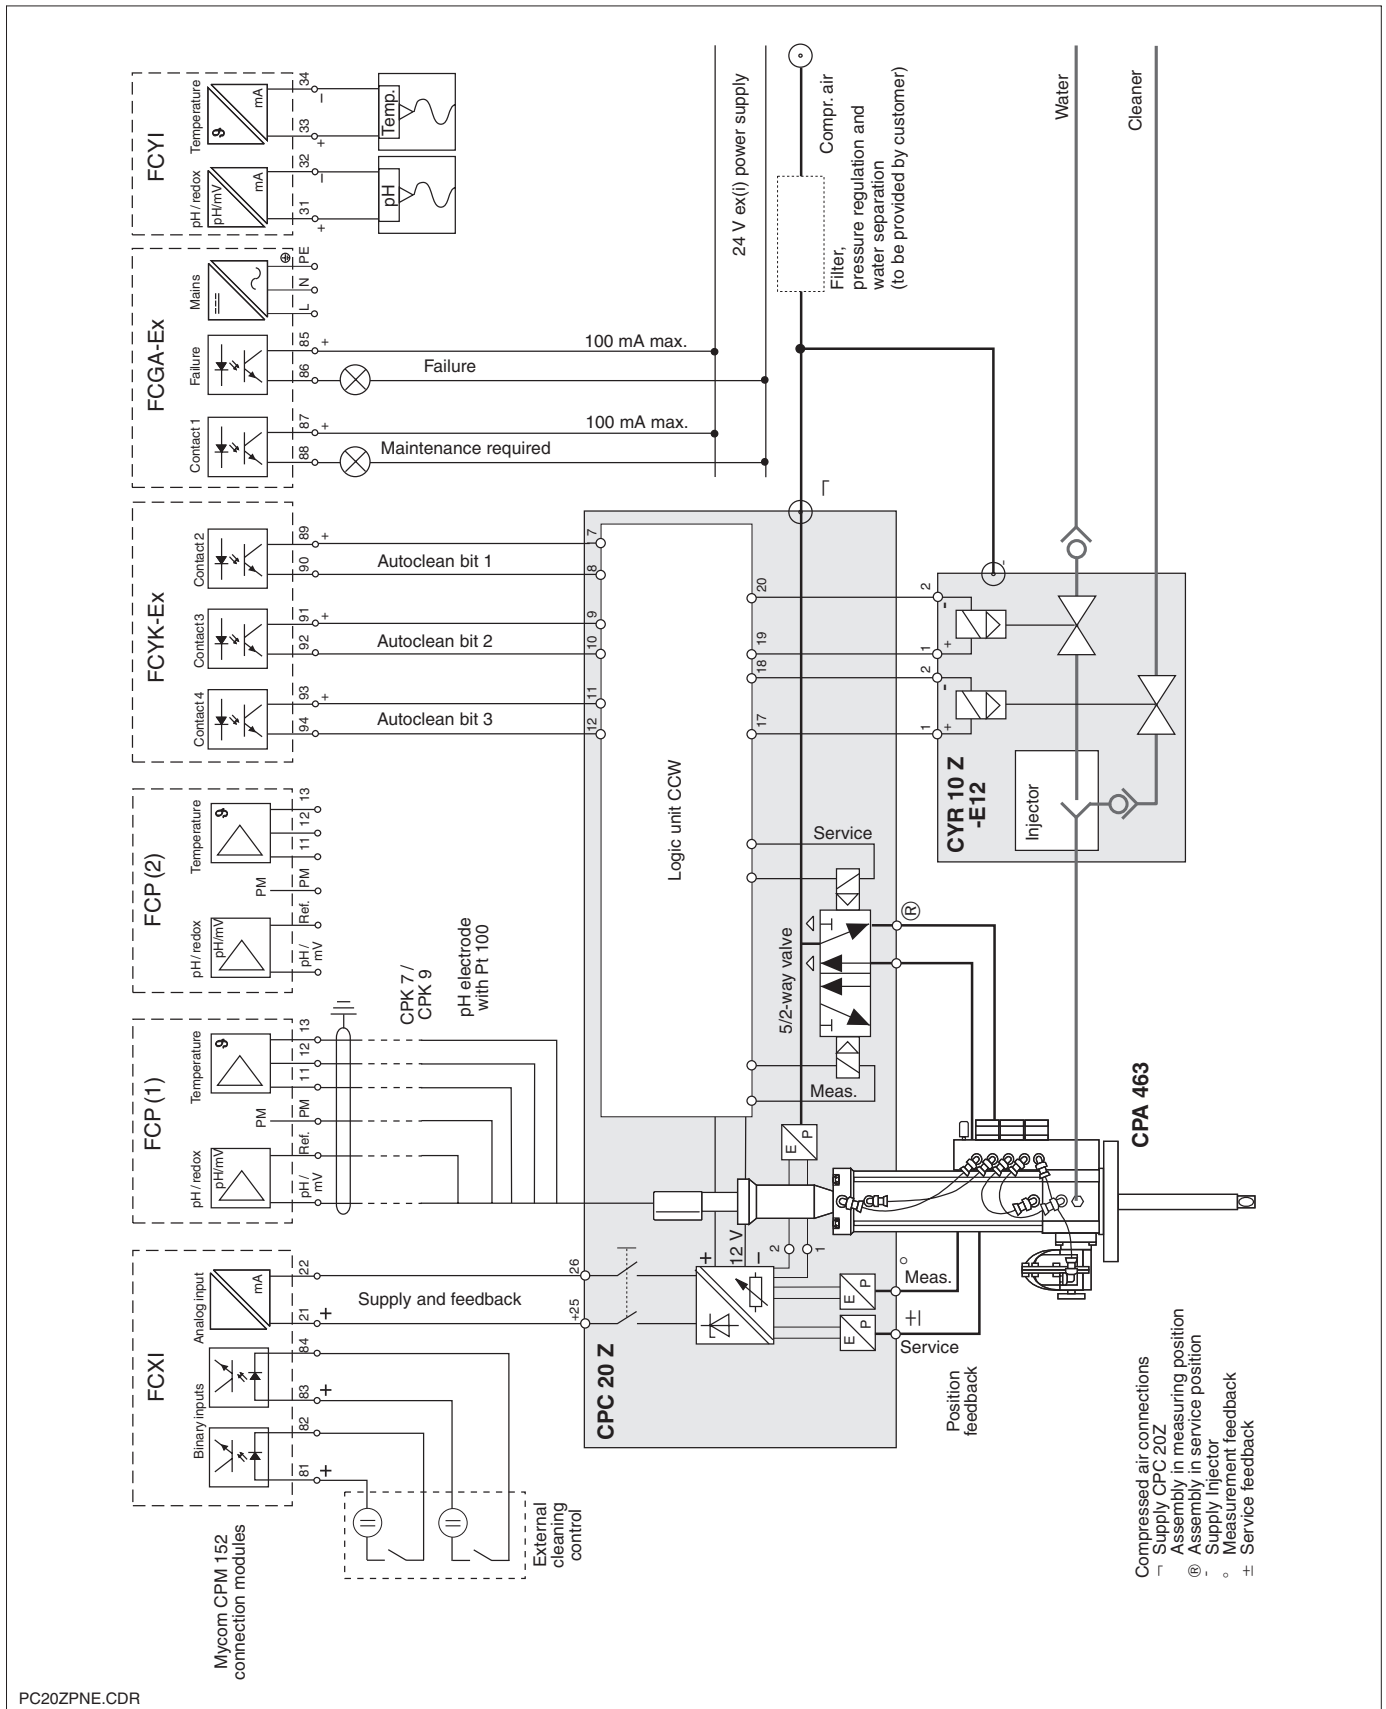 Mycom CPM 152
connection modules
FCXI
Binary inputs
Analog input
mA
81
+
82
83
+
84
21
+
22
External
cleaning
control
Supply and feedback
FCP (1)
pH / redox
pH/mV
Temperature
ϑ
PM
pH /
mV
Ref.
PM
11
12
13
CPK 7 /
CPK 9
pH electrode
with Pt 100
FCP (2)
pH / redox
pH/mV
Temperature
ϑ
PM
pH /
mV
Ref.
PM
11
12
13
FCYK-Ex
Contact 4
Contact 3
Contact 2
94
93
+
92
91
+
90
89
+
Autoclean bit 3
Autoclean bit 2
Autoclean bit 1
FCGA-Ex
Contact 1
Failure
Mains
88
87
+
86
85
+
L
N
PE
Maintenance required
100 mA max.
Failure
100 mA max.
FCYI
pH / redox
pH/mV
mA
Temperature
ϑ
mA
31
+
32
–
33
+
34
–
pH
Temp.
24 V ex(i) power supply
Compr. air
Filter,
pressure regulation and
water separation
(to be provided by customer)
Water
Cleaner
CPC 20 Z
+25
26
+
12 V
–
2
1
E
P
E
P
E
P
Logic unit CCW
12
11
10
9
8
7
17
18
19
20
Meas.
5/2-way valve
Service
Γ
®
°
Meas.
±
Service
Position
feedback
CYR 10 Z
-E12
Injector
1
+
2
-
1
+
2
-
-
CPA 463
Compressed air connections
Γ Supply CPC 20Z
Assembly in measuring position
® Assembly in service position
- Supply Injector
° Measurement feedback
± Service feedback
PC20ZPNE.CDR